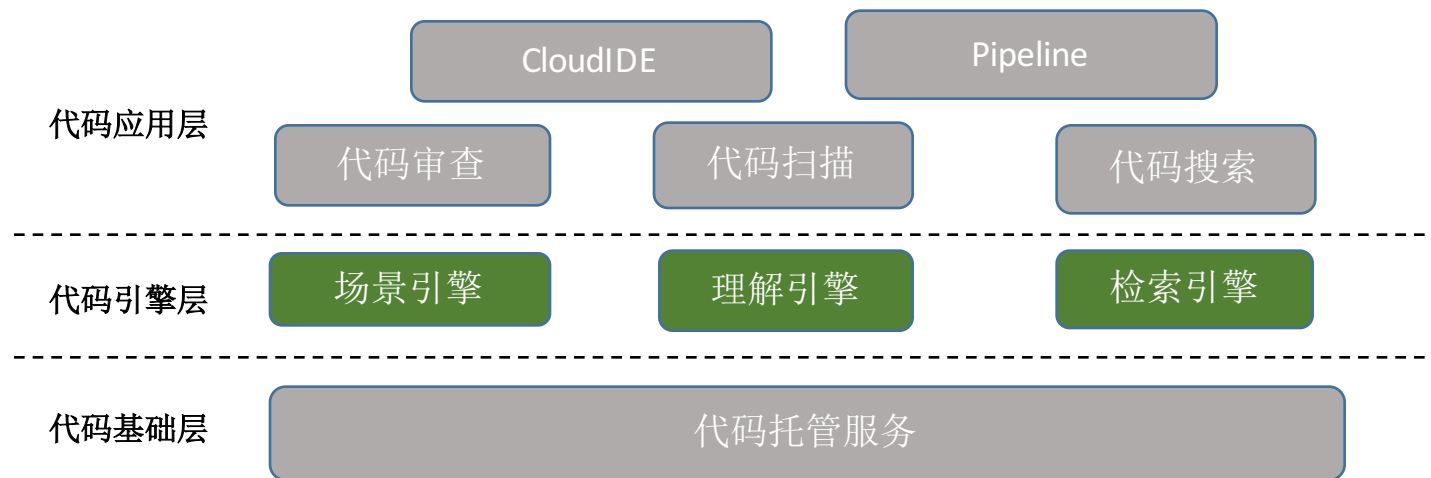 CloudIDE
Pipeline
代码应用层
代码审查
代码扫描
代码搜索
代码引擎层
场景引擎
理解引擎
检索引擎
代码基础层
代码托管服务